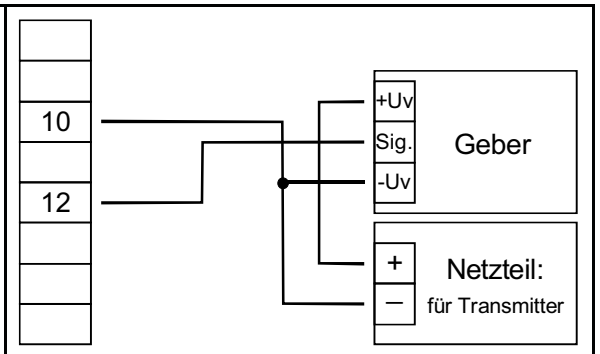 10
12
+Uv
Sig.
-Uv
Geber
+
–
Netzteil:
für Transmitter